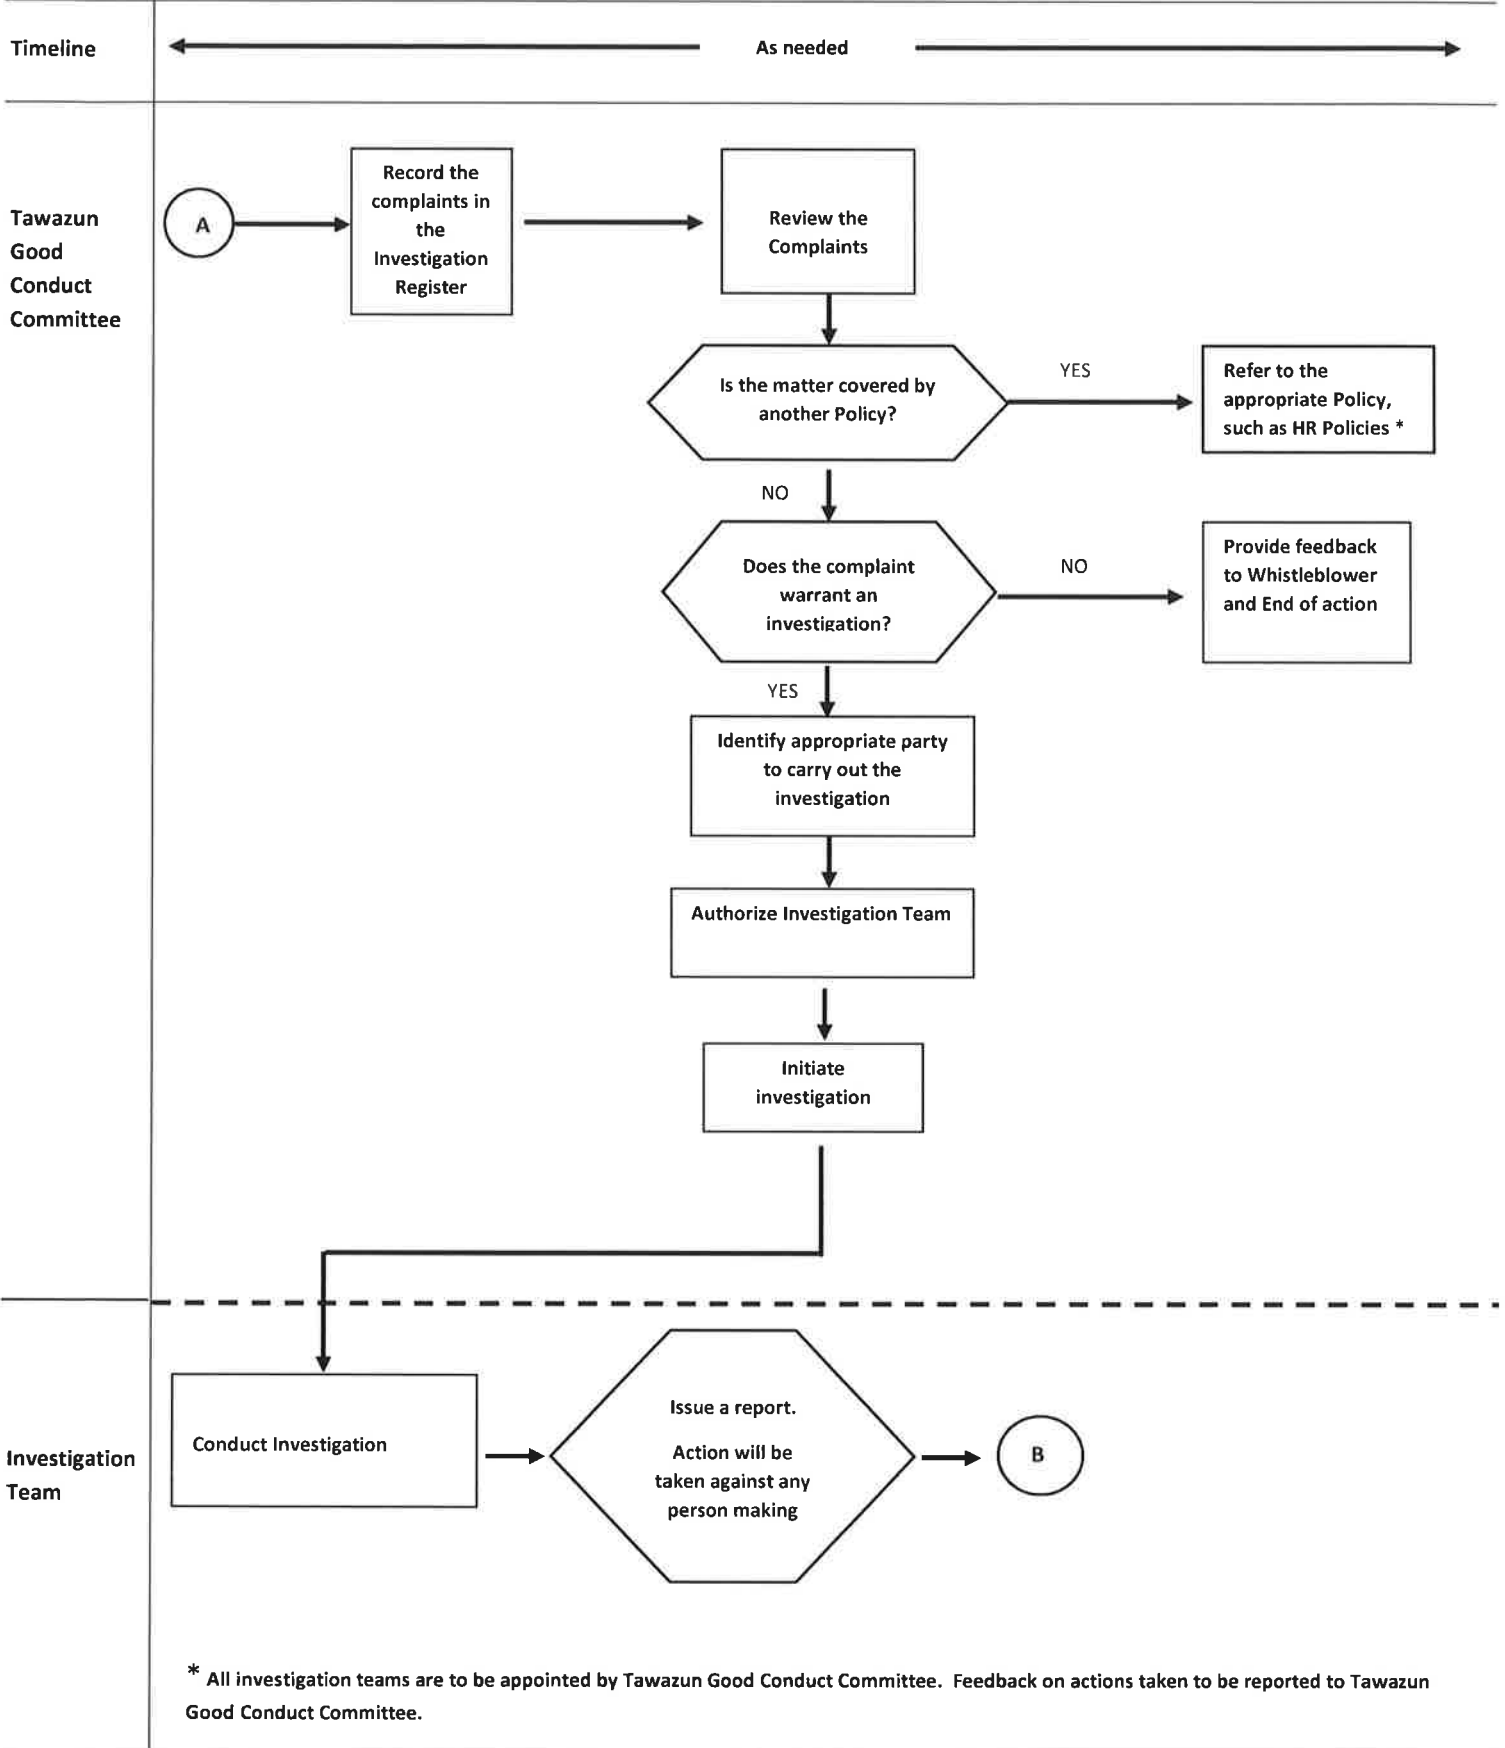 Timeline
As needed
Tawazun
Good
Conduct
Committee
A
Record the
complaints in
the
Investigation
Register
Review the
Complaints
Is the matter covered by
another Policy?
YES
Refer to the
appropriate Policy,
such as HR Policies *
NO
Does the complaint
warrant an
investigation?
NO
Provide feedback
to Whistleblower
and End of action
YES
Identify appropriate party
to carry out the
investigation
Authorize Investigation Team
Initiate
investigation
Investigation
Team
Conduct Investigation
Issue a report.
Action will be
taken against any
person making
B
* All investigation teams are to be appointed by Tawazun Good Conduct Committee. Feedback on actions taken to be reported to Tawazun
Good Conduct Committee.